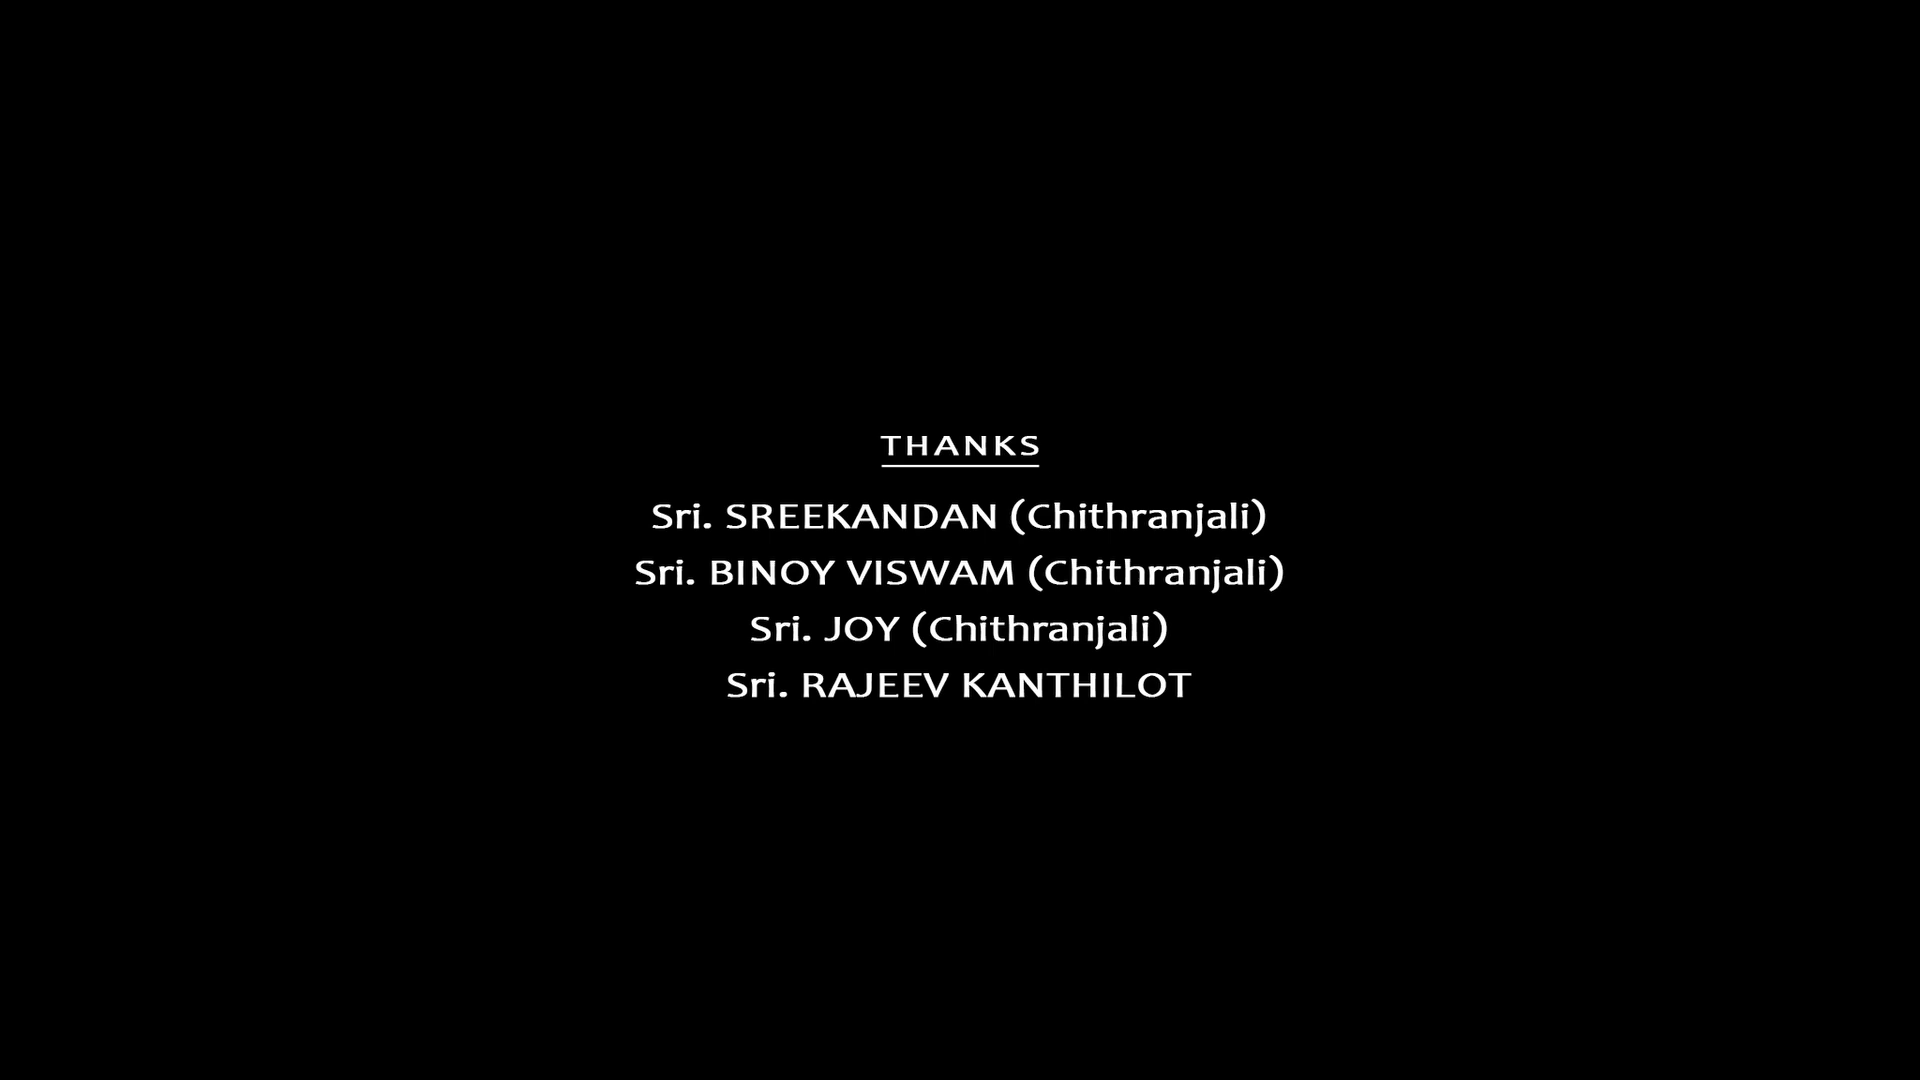 THANKS
Sri. SREEKANDAN (Chithranjali)
Sri. BINOY VISWAM (Chithranjali)
Sri. JOY (Chithranjali)
Sri. RAJEEV KANTHILOT